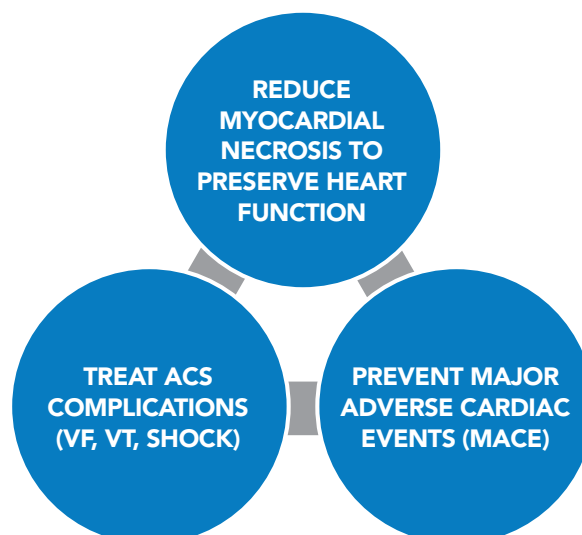 REDUCE
MYOCARDIAL
NECROSIS TO
PRESERVE HEART
FUNCTION
TREAT ACS
COMPLICATIONS
(VF, VT, SHOCK)
PREVENT MAJOR
ADVERSE CARDIAC
EVENTS (MACE)